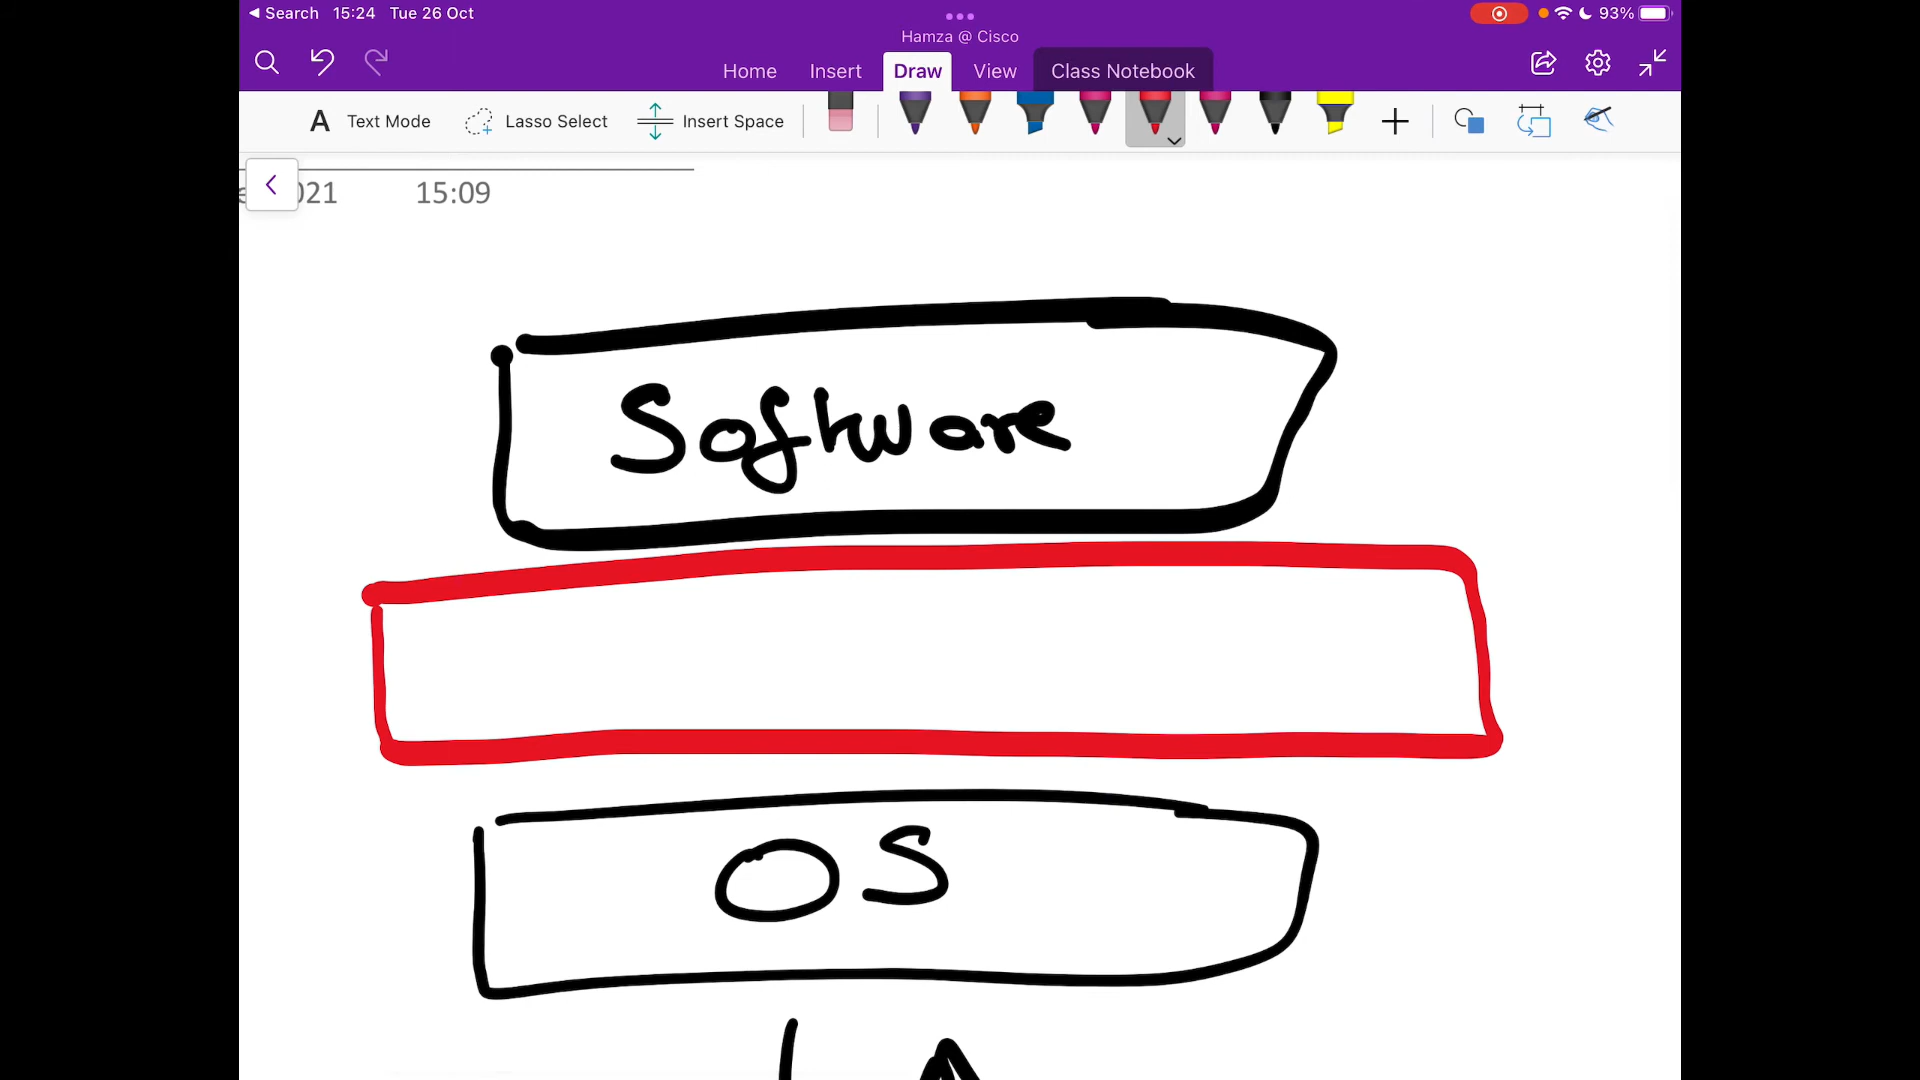 Search 15:24 Tue 26 Oct 93%
Hamza @ Cisco
Home Insert Draw View Class Notebook
A Text Mode Lasso Select Insert Space
021 15:09
Software
OS